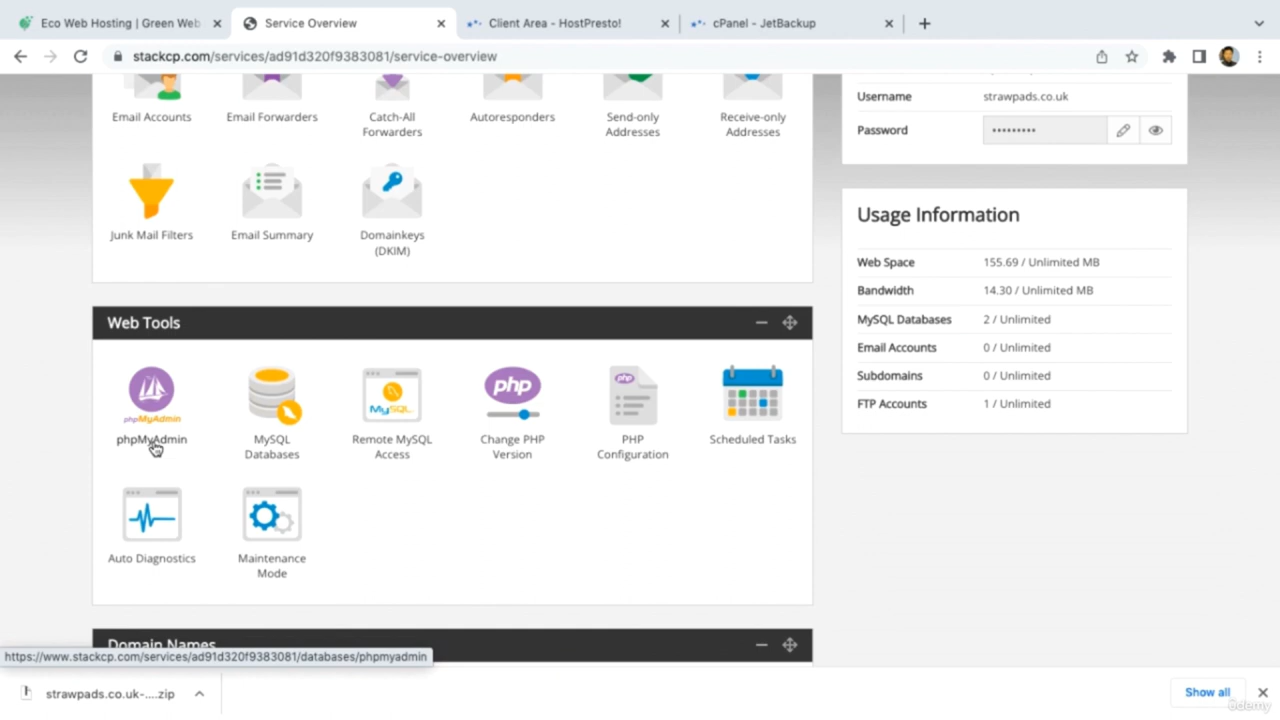 Eco Web Hosting | Green Web
Service Overview
Client Area - HostPresto!
cPanel - JetBackup
stackcp.com/services/ad91d320f9383081/service-overview
Email Accounts
Email Forwarders
Catch-All
Forwarders
Autoresponders
Send-only
Addresses
Receive-only
Addresses
Junk Mail Filters
Email Summary
Domainkeys
(DKIM)
Username
strawpads.co.uk
Password
•••••••••
Usage Information
Web Space
155.69 / Unlimited MB
Bandwidth
14.30 / Unlimited MB
MySQL Databases
2 / Unlimited
Email Accounts
0 / Unlimited
Subdomains
0 / Unlimited
FTP Accounts
1 / Unlimited
Web Tools
phpMyAdmin
phpMyAdmin
MySQL
Databases
MySQL
Remote MySQL
Access
php
Change PHP
Version
php
PHP
Configuration
Scheduled Tasks
Auto Diagnostics
Maintenance
Mode
Domain Names
https://www.stackcp.com/services/ad91d320f9383081/databases/phpmyadmin
strawpads.co.uk-....zip
Show all
ûdemy